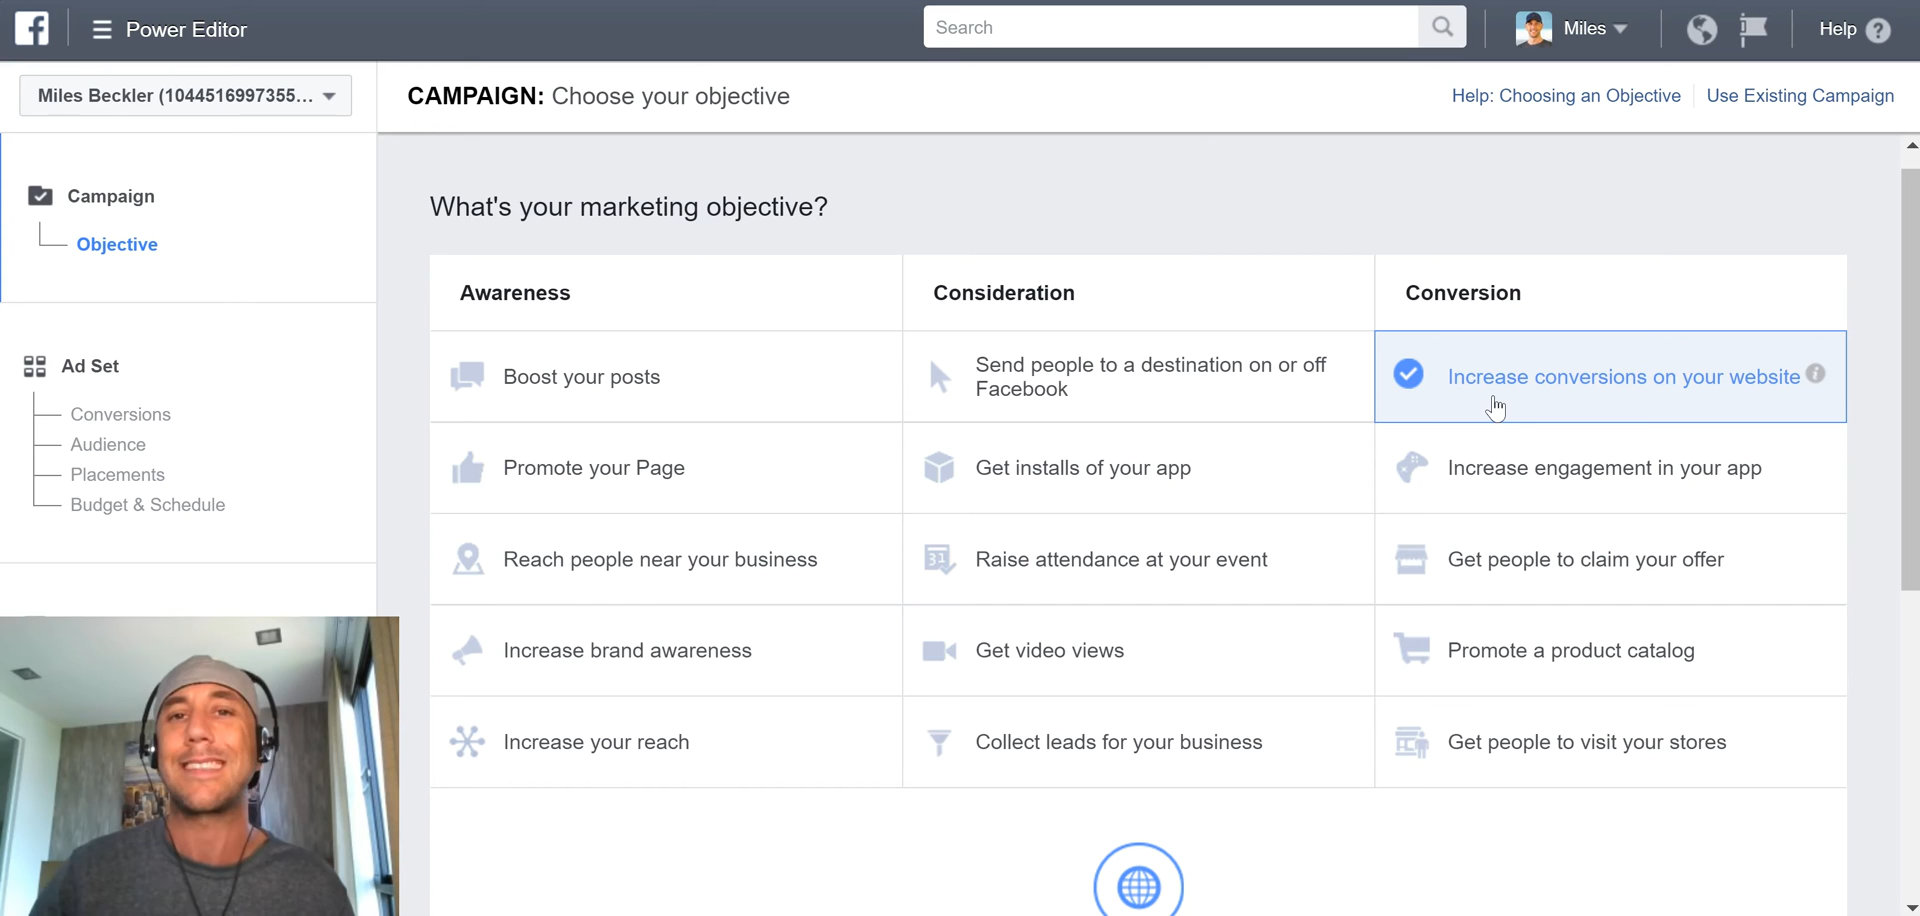 Power Editor
Search
Miles
Help
Miles Beckler (1044516997355...
CAMPAIGN: Choose your objective
Help: Choosing an Objective
Use Existing Campaign
Campaign
Objective
Ad Set
Conversions
Audience
Placements
Budget & Schedule
What's your marketing objective?
Awareness
Consideration
Conversion
Boost your posts
Send people to a destination on or off
Facebook
Increase conversions on your website
Promote your Page
Get installs of your app
Increase engagement in your app
Reach people near your business
31
Raise attendance at your event
Get people to claim your offer
Increase brand awareness
Get video views
Promote a product catalog
Increase your reach
Collect leads for your business
Get people to visit your stores